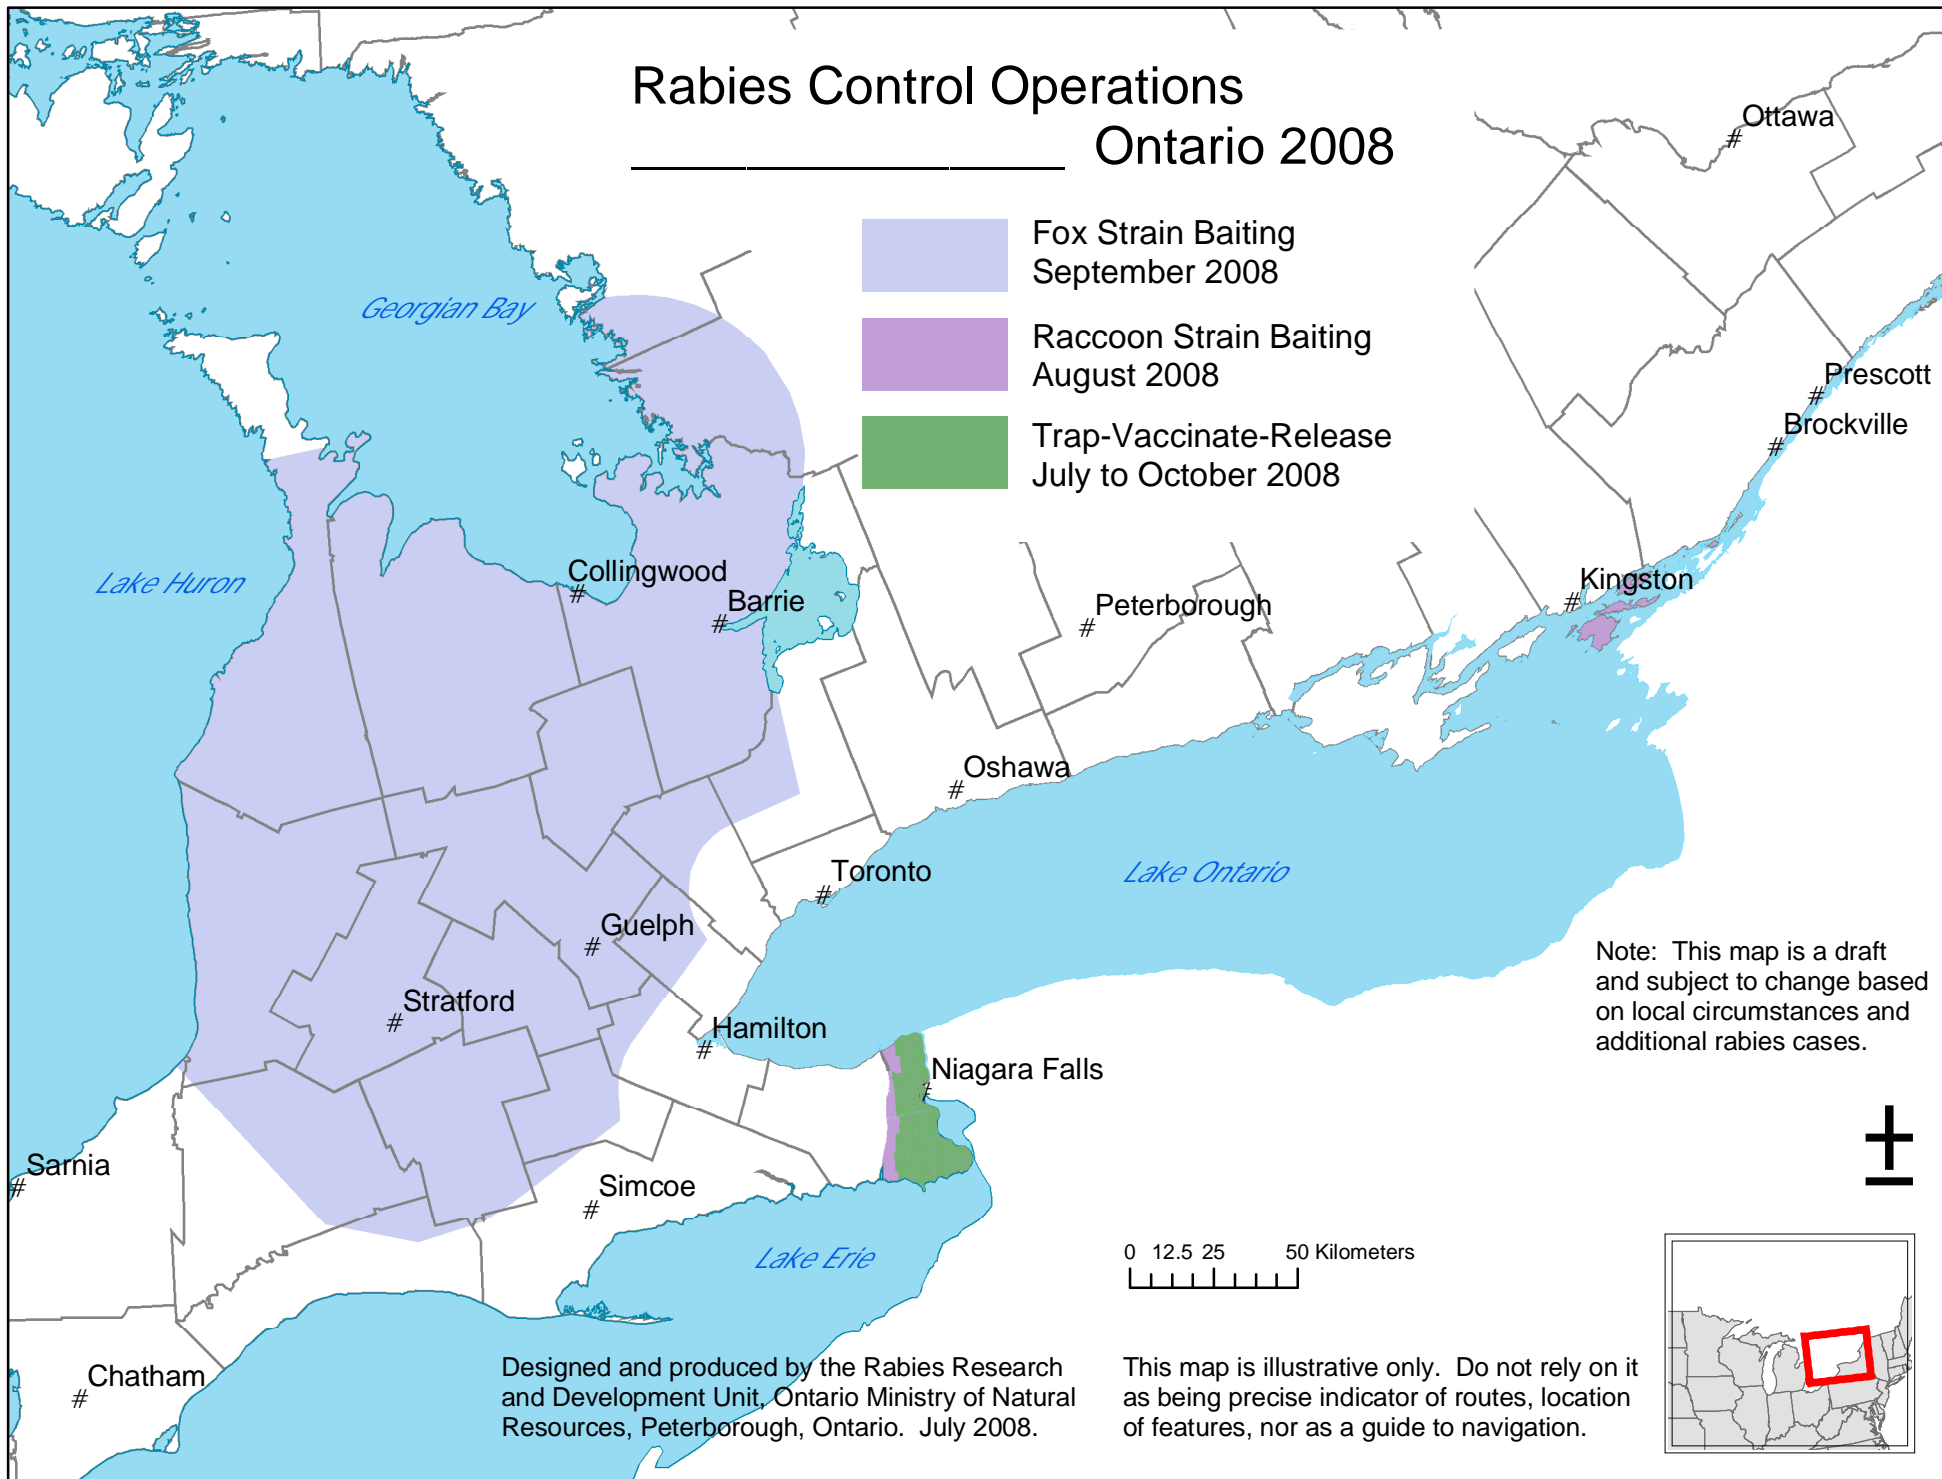 Rabies Control Operations
Ontario 2008
Fox Strain Baiting
September 2008
Raccoon Strain Baiting
August 2008
Trap-Vaccinate-Release
July to October 2008
Ottawa
Georgian Bay
Prescott
Brockville
Lake Huron
Collingwood
Barrie
Peterborough
Kingston
Oshawa
Toronto
Lake Ontario
Guelph
Stratford
Hamilton
Niagara Falls
Note: This map is a draft
and subject to change based
on local circumstances and
additional rabies cases.
Sarnia
Simcoe
Lake Erie
Chatham
0 12.5 25 50 Kilometers
Designed and produced by the Rabies Research
and Development Unit, Ontario Ministry of Natural
Resources, Peterborough, Ontario. July 2008.
This map is illustrative only. Do not rely on it
as being precise indicator of routes, location
of features, nor as a guide to navigation.